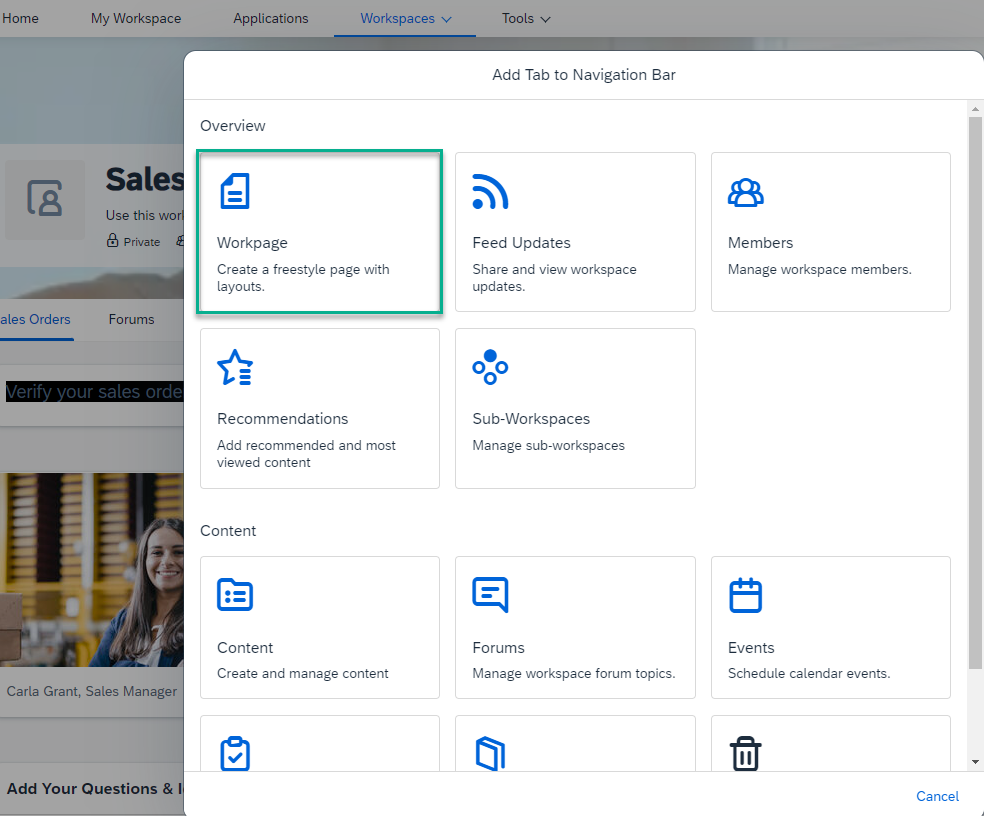 Home
My Workspace
Applications
Workspaces
Tools
Add Tab to Navigation Bar
Overview
Workpage
Create a freestyle page with
layouts.
Feed Updates
Share and view workspace
updates.
Members
Manage workspace members.
Recommendations
Add recommended and most
viewed content
Sub-Workspaces
Manage sub-workspaces
Content
Content
Create and manage content
Forums
Manage workspace forum topics.
Events
Schedule calendar events.
Cancel
Sales
Use this
Private
Orders
Forums
Verify your sales
Carla Grant, Sales Manager
Add Your Questions &